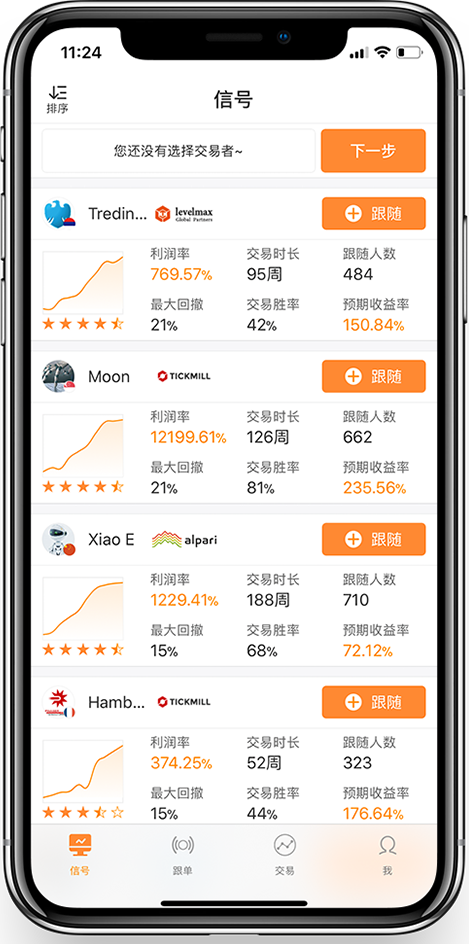 11:24
排序
信号
您还没有选择交易者~
下一步
Tredin... levelmax
Global Partners
跟随
利润率 交易时长 跟随人数
769.57% 95周 484
最大回撤 交易胜率 预期收益率
21% 42% 150.84%
Moon TICKMILL 跟随
利润率 交易时长 跟随人数
12199.61% 126周 662
最大回撤 交易胜率 预期收益率
21% 81% 235.56%
Xiao E alpari 跟随
利润率 交易时长 跟随人数
1229.41% 188周 710
最大回撤 交易胜率 预期收益率
15% 68% 72.12%
Hamb... TICKMILL 跟随
利润率 交易时长 跟随人数
374.25% 52周 323
最大回撤 交易胜率 预期收益率
15% 44% 176.64%
信号 跟单 交易 我